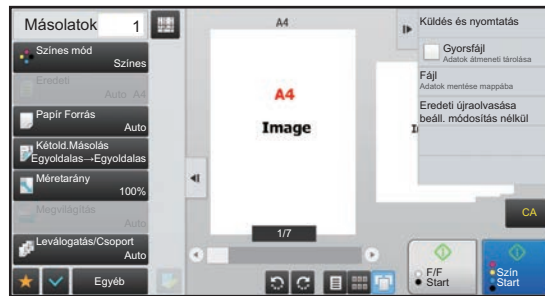 Másolatok 1
Színes mód
Színes
Eredeti
Auto A4
Papír Forrás
Auto
Kétold.Másolás
Egyoldalas→Egyoldalas
Méretarány
100%
Megvilágítás
Auto
Leválogatás/Csoport
Auto
Egyéb
A4
A4
Image
1/7
Küldés és nyomtatás
Gyorsfájl
Adatok átmeneti tárolása
Fájl
Adatok mentése mappába
Eredeti újraolvasása
beáll. módosítás nélkül
CA
F/F
Start
Szín
Start